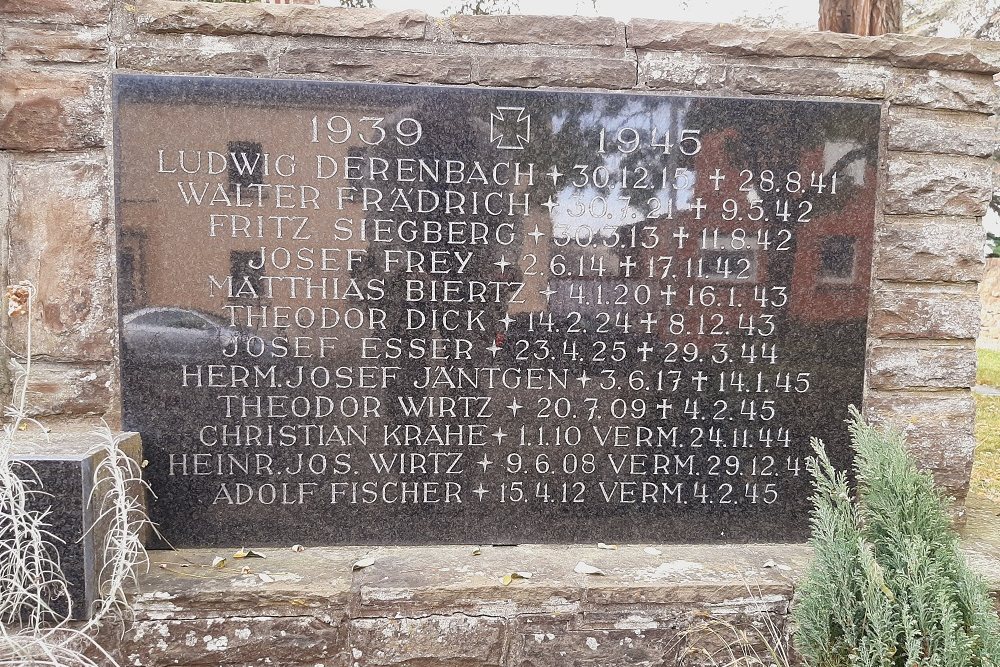 1939 1945
LUDWIG DERENBACH ✦ 30.12.15 ✝ 28.8.41
WALTER FRÄDRICH ✦ 30.7.21 ✝ 9.5.42
FRITZ SIEGBERG ✦ 30.3.13 ✝ 11.8.42
JOSEF FREY ✦ 2.6.14 ✝ 17.11.42
MATTHIAS BIERTZ ✦ 4.1.20 ✝ 16.1.43
THEODOR DICK ✦ 14.2.24 ✝ 8.12.43
JOSEF ESSER ✦ 23.4.25 ✝ 29.3.44
HERM. JOSEF JÄNTGEN ✦ 3.6.17 ✝ 14.1.45
THEODOR WIRTZ ✦ 20.7.09 ✝ 4.2.45
CHRISTIAN KRAHE ✦ 1.1.10 VERM. 24.11.44
HEINR. JOS. WIRTZ ✦ 9.6.08 VERM. 29.12.
ADOLF FISCHER ✦ 15.4.12 VERM. 4.2.45